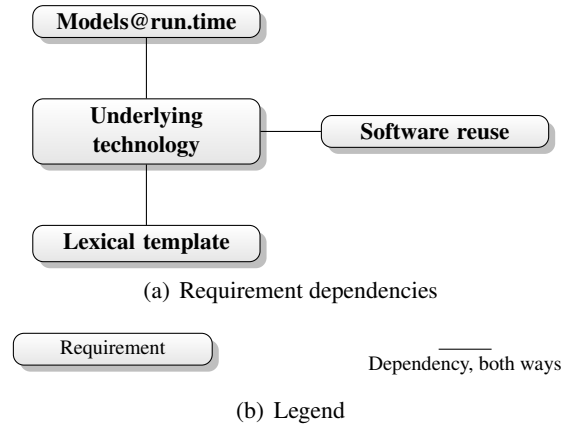 Models@run.time
Underlying
technology
Software reuse
Lexical template
(a) Requirement dependencies
Requirement
Dependency, both ways
(b) Legend